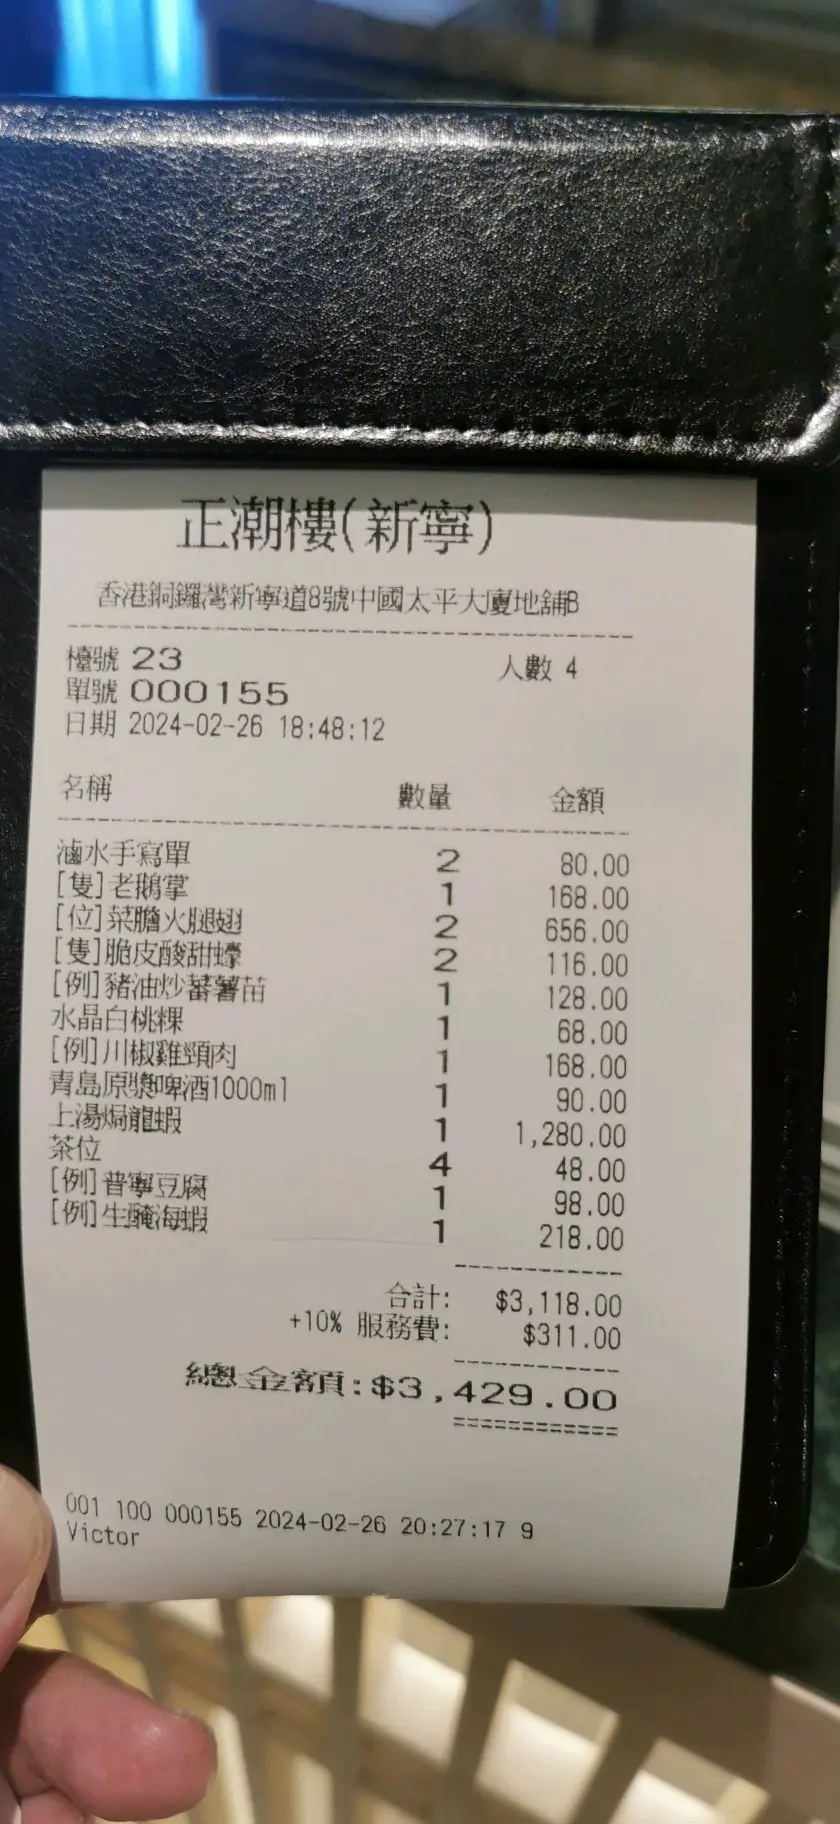 正潮樓(新寧)
香港銅鑼灣新寧道8號中國太平大廈地舖B
檯號 23 人數 4
單號 000155
日期 2024-02-26 18:48:12
名稱 數量 金額
滷水手寫單 2 80.00
[隻]老鵝掌 1 168.00
[位]菜膽火腿翅 2 656.00
[隻]脆皮酸甜蠔 2 116.00
[例]豬油炒蕃薯苗 1 128.00
水晶白桃粿 1 68.00
[例]川椒雞頸肉 1 168.00
青島原漿啤酒1000ml 1 90.00
上湯焗龍蝦 1 1,280.00
茶位 4 48.00
[例]普寧豆腐 1 98.00
[例]生醃海蝦 1 218.00
合計: $3,118.00
+10% 服務費: $311.00
總金額:$3,429.00
001 100 000155 2024-02-26 20:27:17 9
Victor